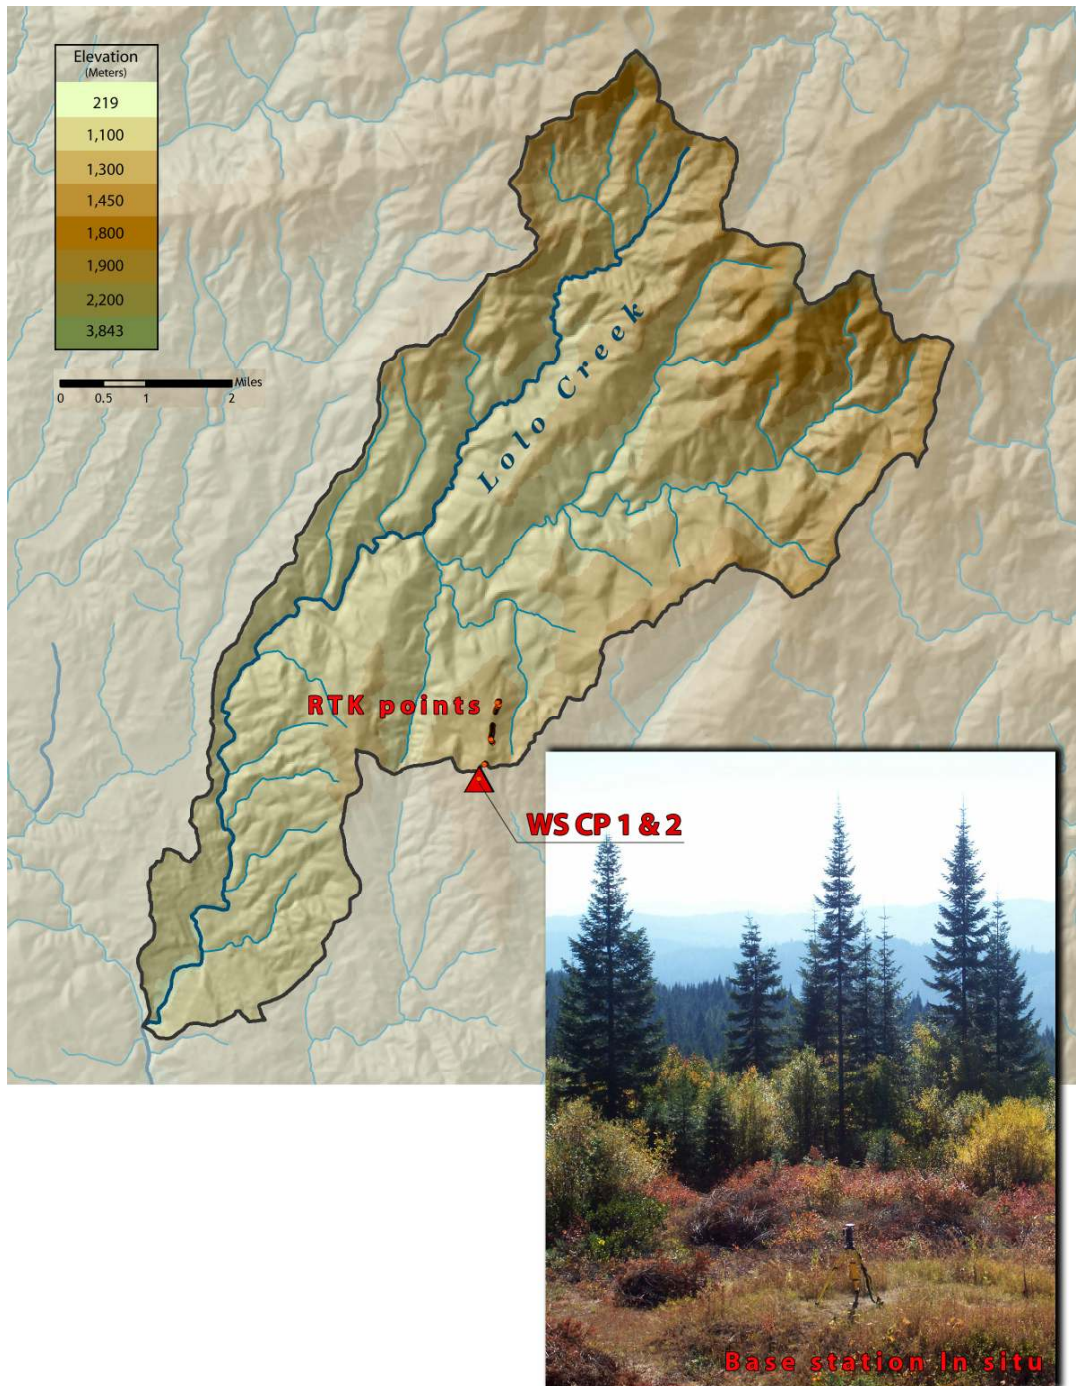 Elevation
(Meters)
219
1,100
1,300
1,450
1,800
1,900
2,200
3,843
Miles
0 0.5 1 2
Lolo Creek
RTK points
WS CP 1 & 2
Base station In situ